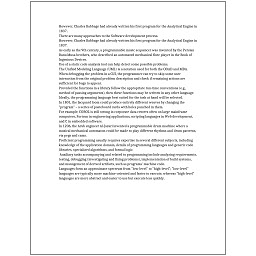 However, Charles Babbage had already written his first program for the Analytical Engine in
1837.
There are many approaches to the Software development process.
However, Charles Babbage had already written his first program for the Analytical Engine in
1837.
As early as the 9th century, a programmable music sequencer was invented by the Persian
Banu Musa brothers, who described an automated mechanical flute player in the Book of
Ingenious Devices.
Use of a static code analysis tool can help detect some possible problems.
The Unified Modeling Language (UML) is a notation used for both the OOAD and MDA.
When debugging the problem in a GUI, the programmer can try to skip some user
interaction from the original problem description and check if remaining actions are
sufficient for bugs to appear.
Provided the functions in a library follow the appropriate run-time conventions (e.g.,
method of passing arguments), then these functions may be written in any other language.
Ideally, the programming language best suited for the task at hand will be selected.
In 1801, the Jacquard loom could produce entirely different weaves by changing the
"program" - a series of pasteboard cards with holes punched in them.
For example, COBOL is still strong in corporate data centers often on large mainframe
computers, Fortran in engineering applications, scripting languages in Web development,
and C in embedded software.
In 1206, the Arab engineer Al-Jazari invented a programmable drum machine where a
musical mechanical automaton could be made to play different rhythms and drum patterns,
via pegs and cams.
Proficient programming usually requires expertise in several different subjects, including
knowledge of the application domain, details of programming languages and generic code
libraries, specialized algorithms, and formal logic.
Auxiliary tasks accompanying and related to programming include analyzing requirements,
testing, debugging (investigating and fixing problems), implementation of build systems,
and management of derived artifacts, such as programs' machine code.
Languages form an approximate spectrum from "low-level" to "high-level"; "low-level"
languages are typically more machine-oriented and faster to execute, whereas "high-level"
languages are more abstract and easier to use but execute less quickly.